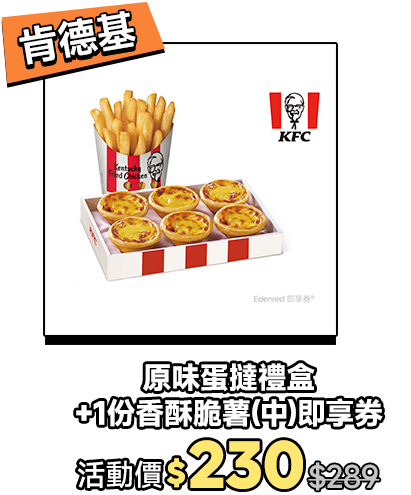 肯德基
KFC
Kentucky
Fried Chicken
KFC
Edenred 即享券®
原味蛋撻禮盒
+1份香酥脆薯(中)即享券
活動價$230 $289